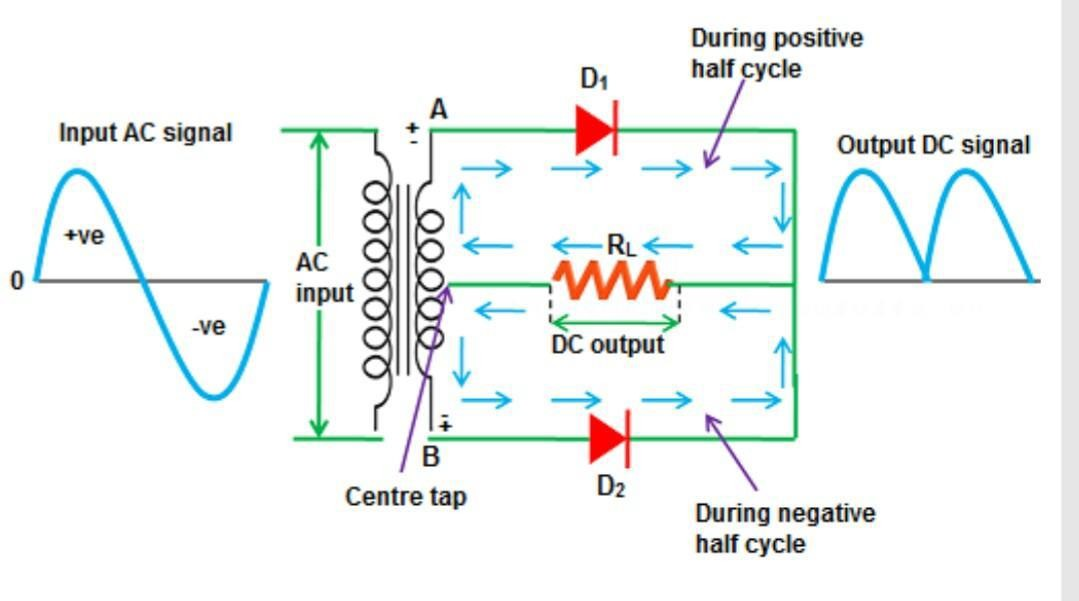 During positive
half cycle
D1
A
+
-
Input AC signal
Output DC signal
+ve
RL
0
AC
input
-ve
DC output
-
+
B
D2
Centre tap
During negative
half cycle